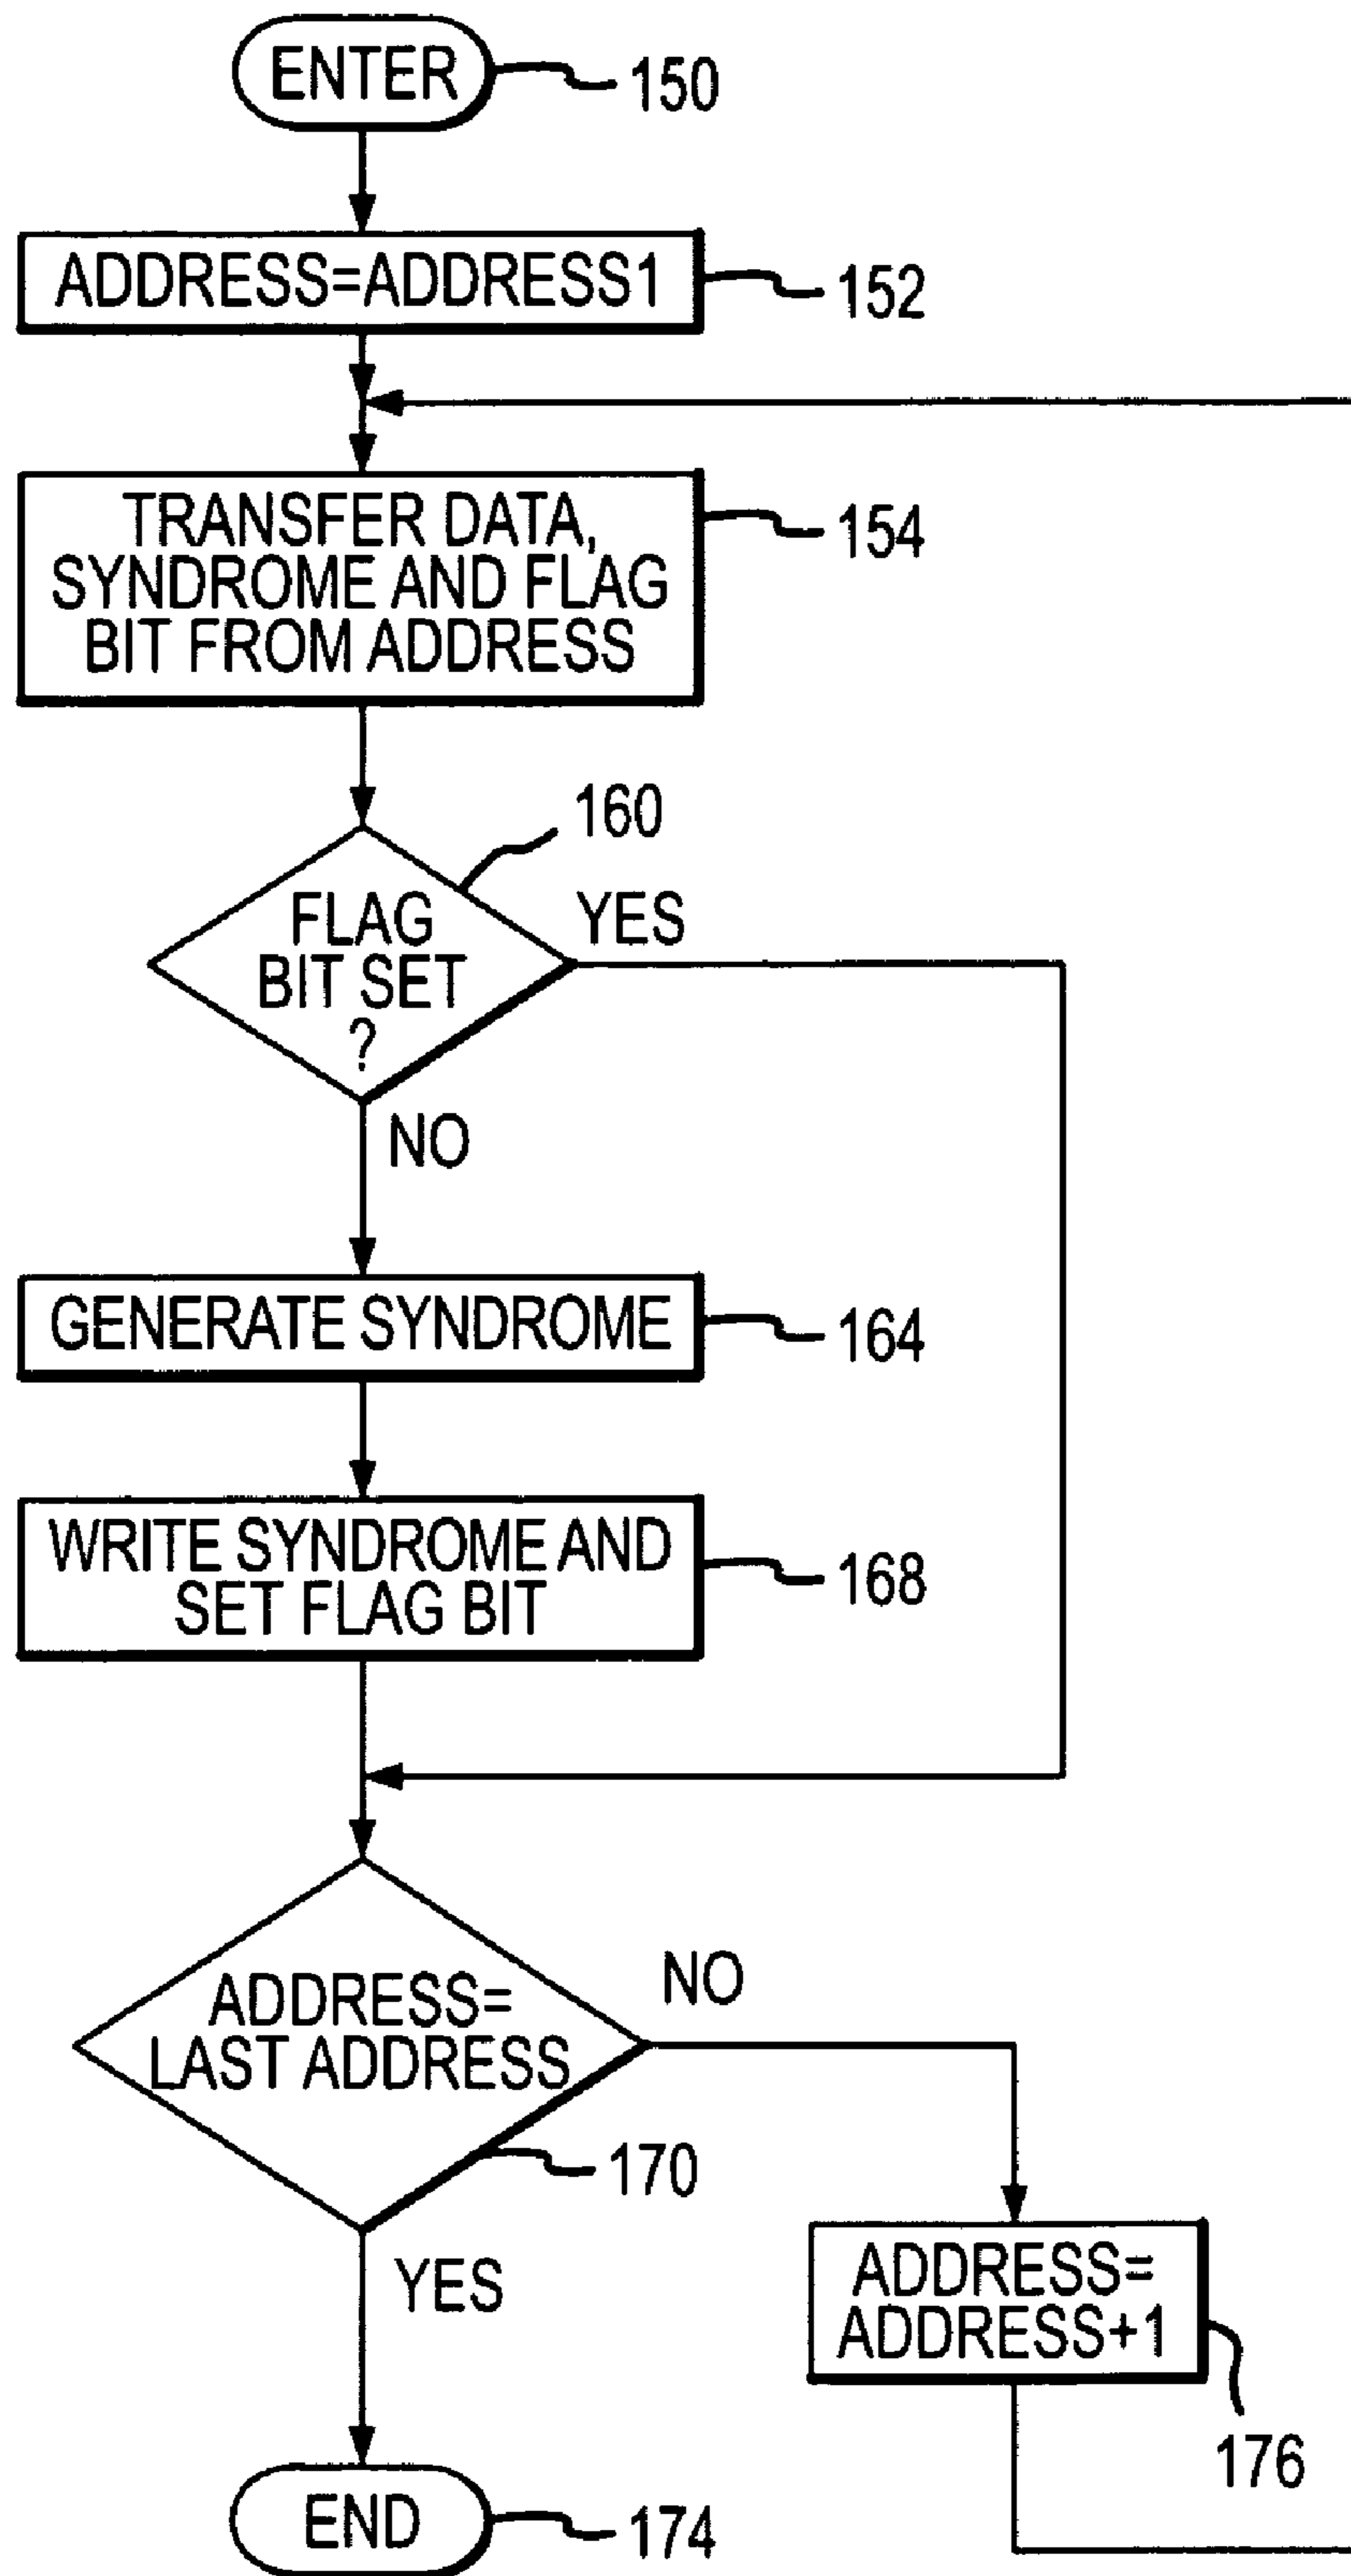 ENTER
150
ADDRESS=ADDRESS1
152
TRANSFER DATA,
SYNDROME AND FLAG
BIT FROM ADDRESS
154
160
FLAG
BIT SET
?
YES
NO
GENERATE SYNDROME
164
WRITE SYNDROME AND
SET FLAG BIT
168
ADDRESS=
LAST ADDRESS
NO
170
YES
ADDRESS=
ADDRESS+1
176
END
174